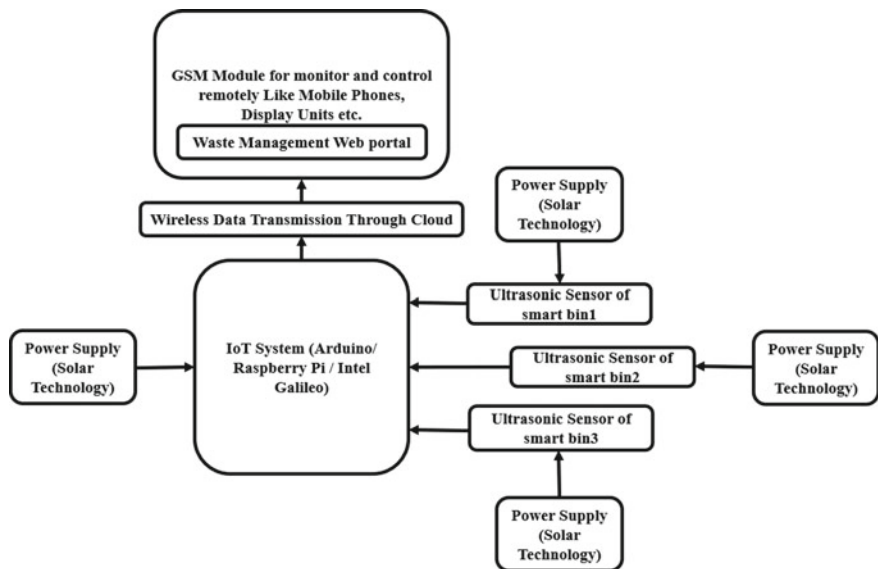 GSM Module for monitor and control
remotely Like Mobile Phones,
Display Units etc.
Waste Management Web portal
Wireless Data Transmission Through Cloud
Power Supply
(Solar
Technology)
Ultrasonic Sensor of
smart bin1
Power Supply
(Solar
Technology)
IoT System (Arduino/
Raspberry Pi / Intel
Galileo)
Ultrasonic Sensor of
smart bin2
Power Supply
(Solar
Technology)
Ultrasonic Sensor of
smart bin3
Power Supply
(Solar
Technology)